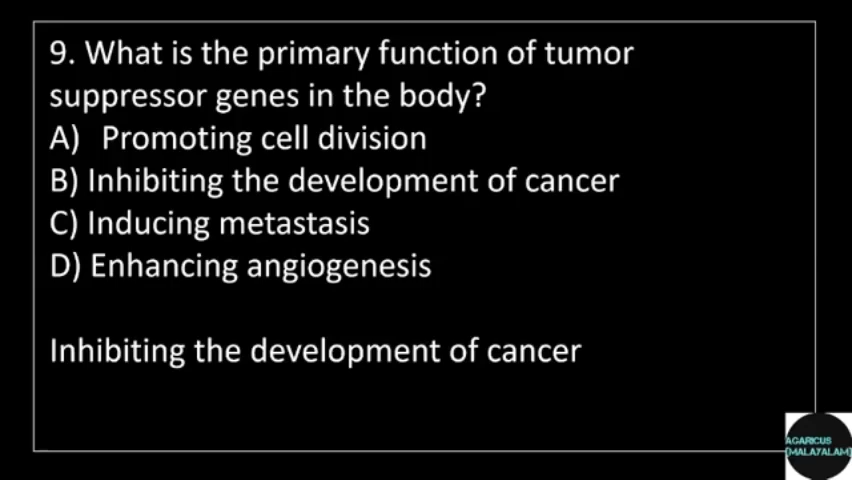 9. What is the primary function of tumor
suppressor genes in the body?
A) Promoting cell division
B) Inhibiting the development of cancer
C) Inducing metastasis
D) Enhancing angiogenesis
Inhibiting the development of cancer
AGARICUS
(MALAYALAM)